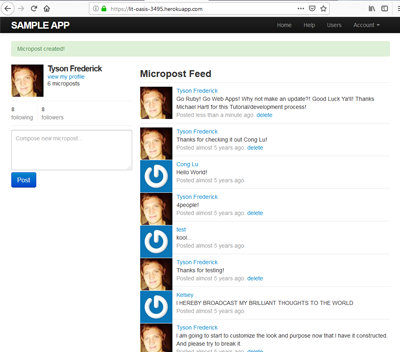 https://lit-oasis-3495.herokuapp.com
SAMPLE APP
Home
Help
Users
Account
Micropost created!
Tyson Frederick
view my profile
6 microposts
8
following
8
followers
Compose new micropost...
Post
Micropost Feed
Tyson Frederick
Go Ruby! Go Web Apps! Why not make an update?! Good Luck Ya'll! Thanks
Michael Hartl for this Tutorial/development process!
Posted less than a minute ago. delete
Tyson Frederick
Thanks for checking it out Cong Lu!
Posted almost 5 years ago. delete
Cong Lu
Hello World!
Posted almost 5 years ago.
Tyson Frederick
4people!
Posted almost 5 years ago. delete
test
kool...
Posted almost 5 years ago.
Tyson Frederick
Thanks for testing!
Posted almost 5 years ago. delete
Kelsey
I HEREBY BROADCAST MY BRILLIANT THOUGHTS TO THE WORLD
Posted almost 5 years ago.
Tyson Frederick
I am going to start to customize the look and purpose now that I have it constructed.
And please try to break it.